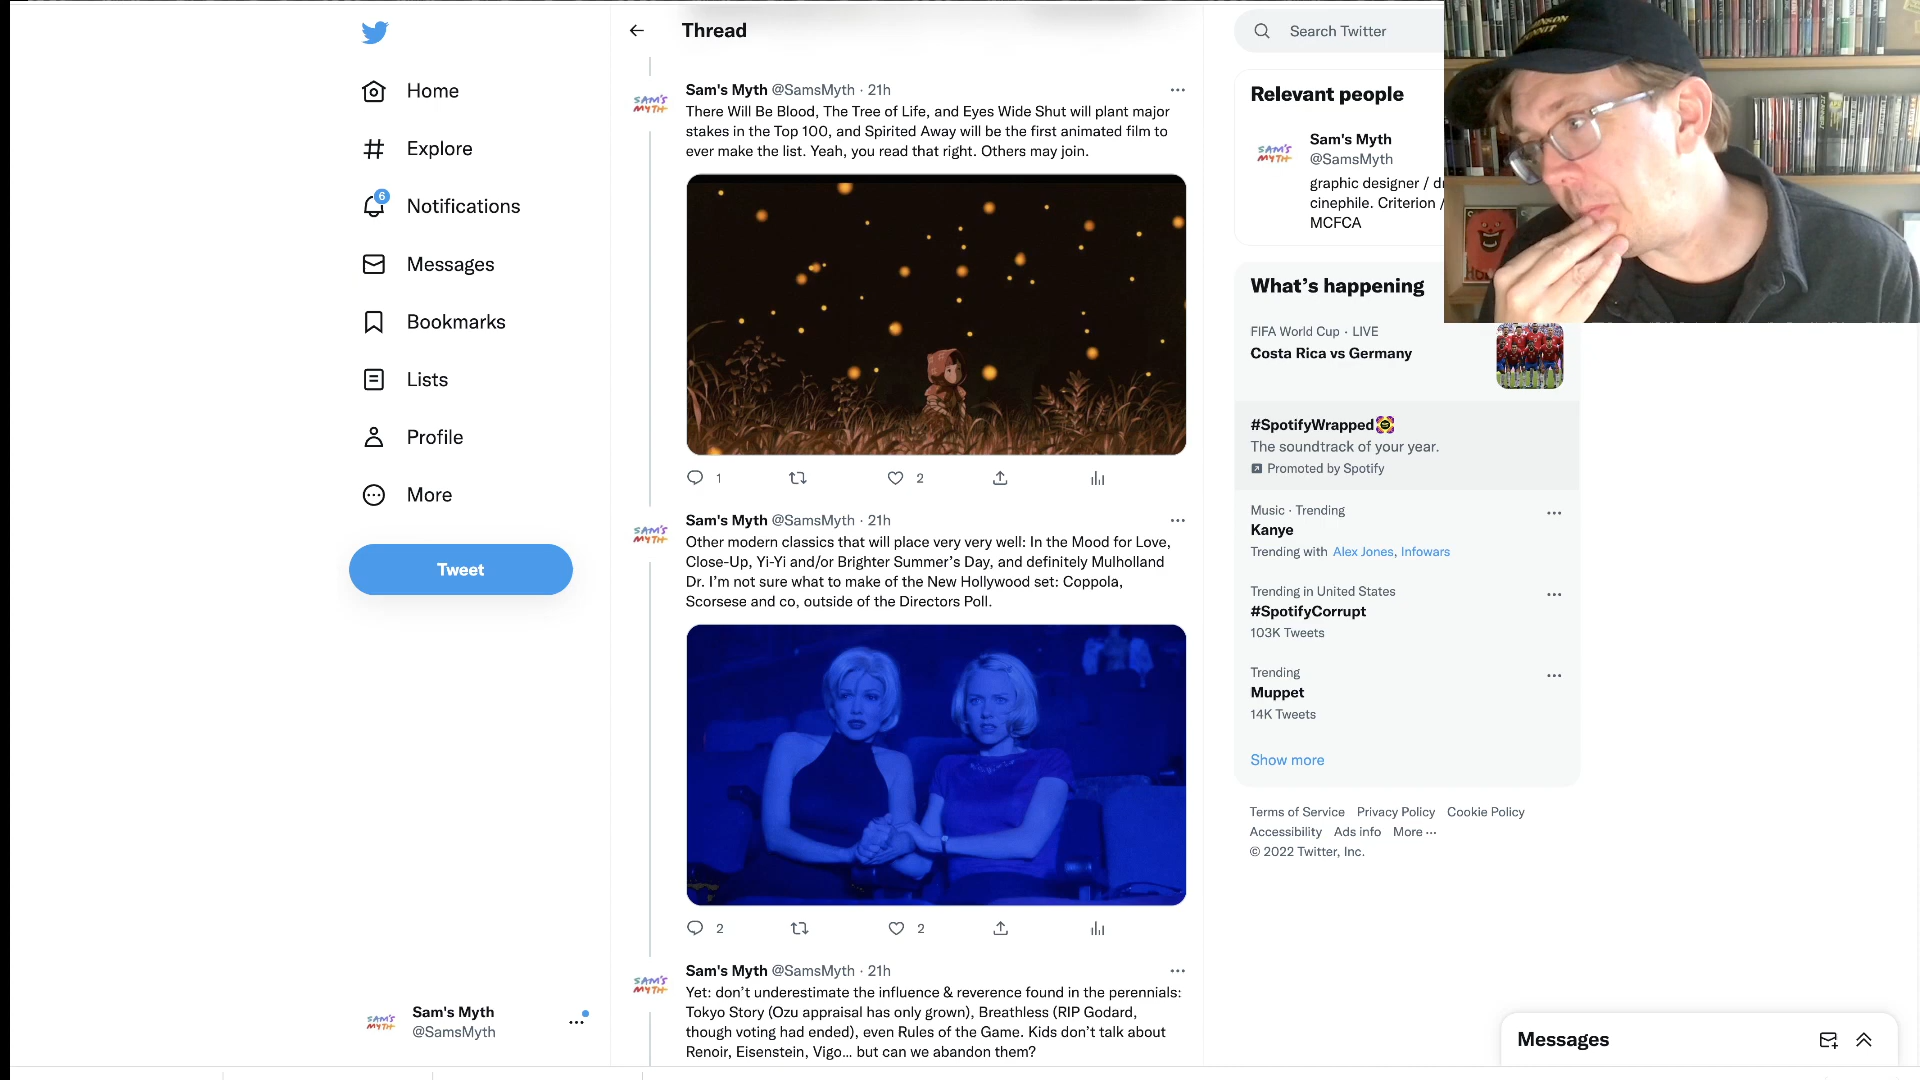 Home
Explore
6
Notifications
Messages
Bookmarks
Lists
Profile
More
Tweet
Sam's Myth
@SamsMyth
Thread
SAM'S MYTH
Sam's Myth @SamsMyth · 21h
There Will Be Blood, The Tree of Life, and Eyes Wide Shut will plant major
stakes in the Top 100, and Spirited Away will be the first animated film to
ever make the list. Yeah, you read that right. Others may join.
1
2
SAM'S MYTH
Sam's Myth @SamsMyth · 21h
Other modern classics that will place very very well: In the Mood for Love,
Close-Up, Yi-Yi and/or Brighter Summer’s Day, and definitely Mulholland
Dr. I’m not sure what to make of the New Hollywood set: Coppola,
Scorsese and co, outside of the Directors Poll.
2
2
SAM'S MYTH
Sam's Myth @SamsMyth · 21h
Yet: don’t underestimate the influence & reverence found in the perennials:
Tokyo Story (Ozu appraisal has only grown), Breathless (RIP Godard,
though voting had ended), even Rules of the Game. Kids don’t talk about
Renoir, Eisenstein, Vigo... but can we abandon them?
Search Twitter
Relevant people
SAM'S MYTH
Sam's Myth
@SamsMyth
graphic designer /
cinephile. Criterion /
MCFCA
What’s happening
FIFA World Cup · LIVE
Costa Rica vs Germany
#SpotifyWrapped
The soundtrack of your year.
Promoted by Spotify
Music · Trending
Kanye
Trending with Alex Jones, Infowars
Trending in United States
#SpotifyCorrupt
103K Tweets
Trending
Muppet
14K Tweets
Show more
Terms of Service Privacy Policy Cookie Policy
Accessibility Ads info More ···
© 2022 Twitter, Inc.
Messages